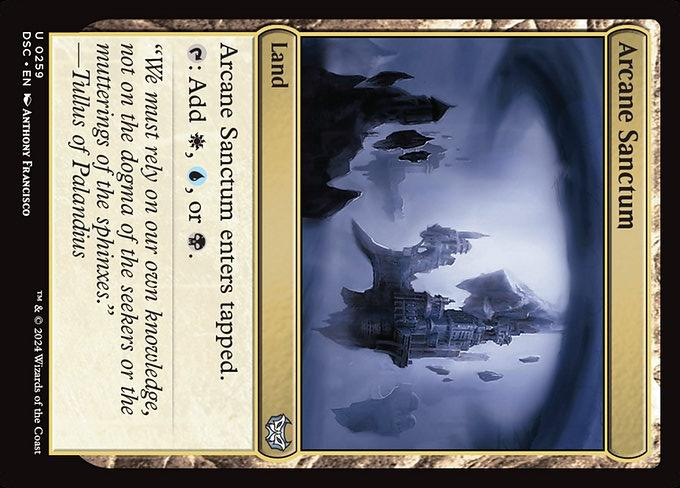 Arcane Sanctum
Land
Arcane Sanctum enters tapped.
: Add , , or .
“We must rely on our own knowledge,
not on the dogma of the seekers or the
mutterings of the sphinxes.”
—Tullus of Palandius
U 0259
DSC • EN ANTHONY FRANCISCO
™ & © 2024 Wizards of the Coast